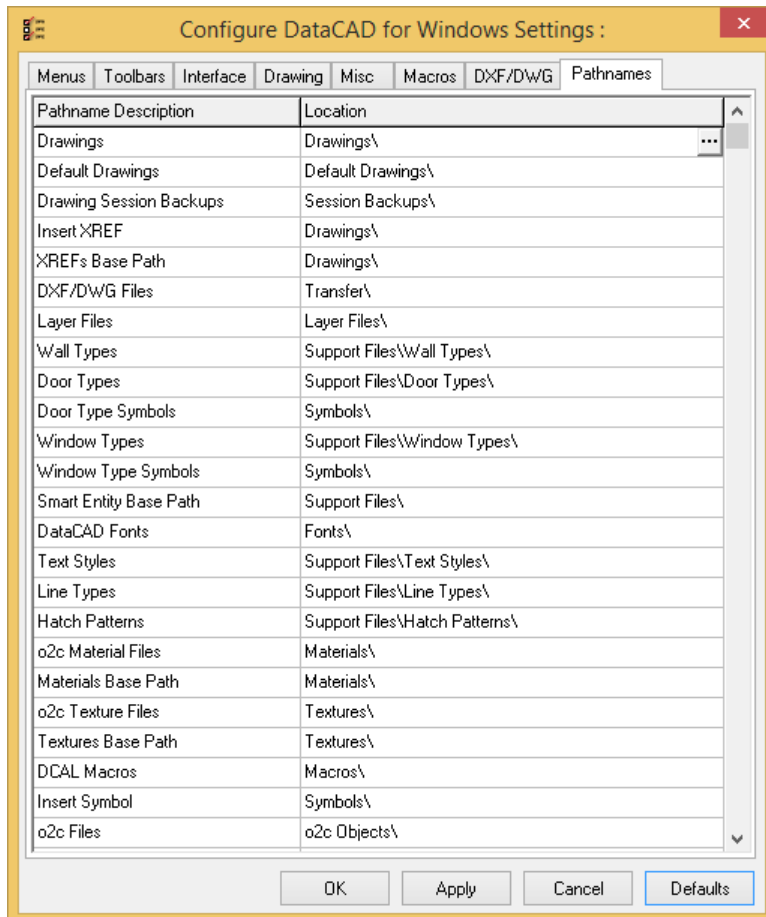 Configure DataCAD for Windows Settings :
Menus Toolbars Interface Drawing Misc Macros DXF/DWG Pathnames
Pathname Description Location
Drawings Drawings\ ...
Default Drawings Default Drawings\
Drawing Session Backups Session Backups\
Insert XREF Drawings\
XREFs Base Path Drawings\
DXF/DWG Files Transfer\
Layer Files Layer Files\
Wall Types Support Files\Wall Types\
Door Types Support Files\Door Types\
Door Type Symbols Symbols\
Window Types Support Files\Window Types\
Window Type Symbols Symbols\
Smart Entity Base Path Support Files\
DataCAD Fonts Fonts\
Text Styles Support Files\Text Styles\
Line Types Support Files\Line Types\
Hatch Patterns Support Files\Hatch Patterns\
o2c Material Files Materials\
Materials Base Path Materials\
o2c Texture Files Textures\
Textures Base Path Textures\
DCAL Macros Macros\
Insert Symbol Symbols\
o2c Files o2c Objects\
OK Apply Cancel Defaults